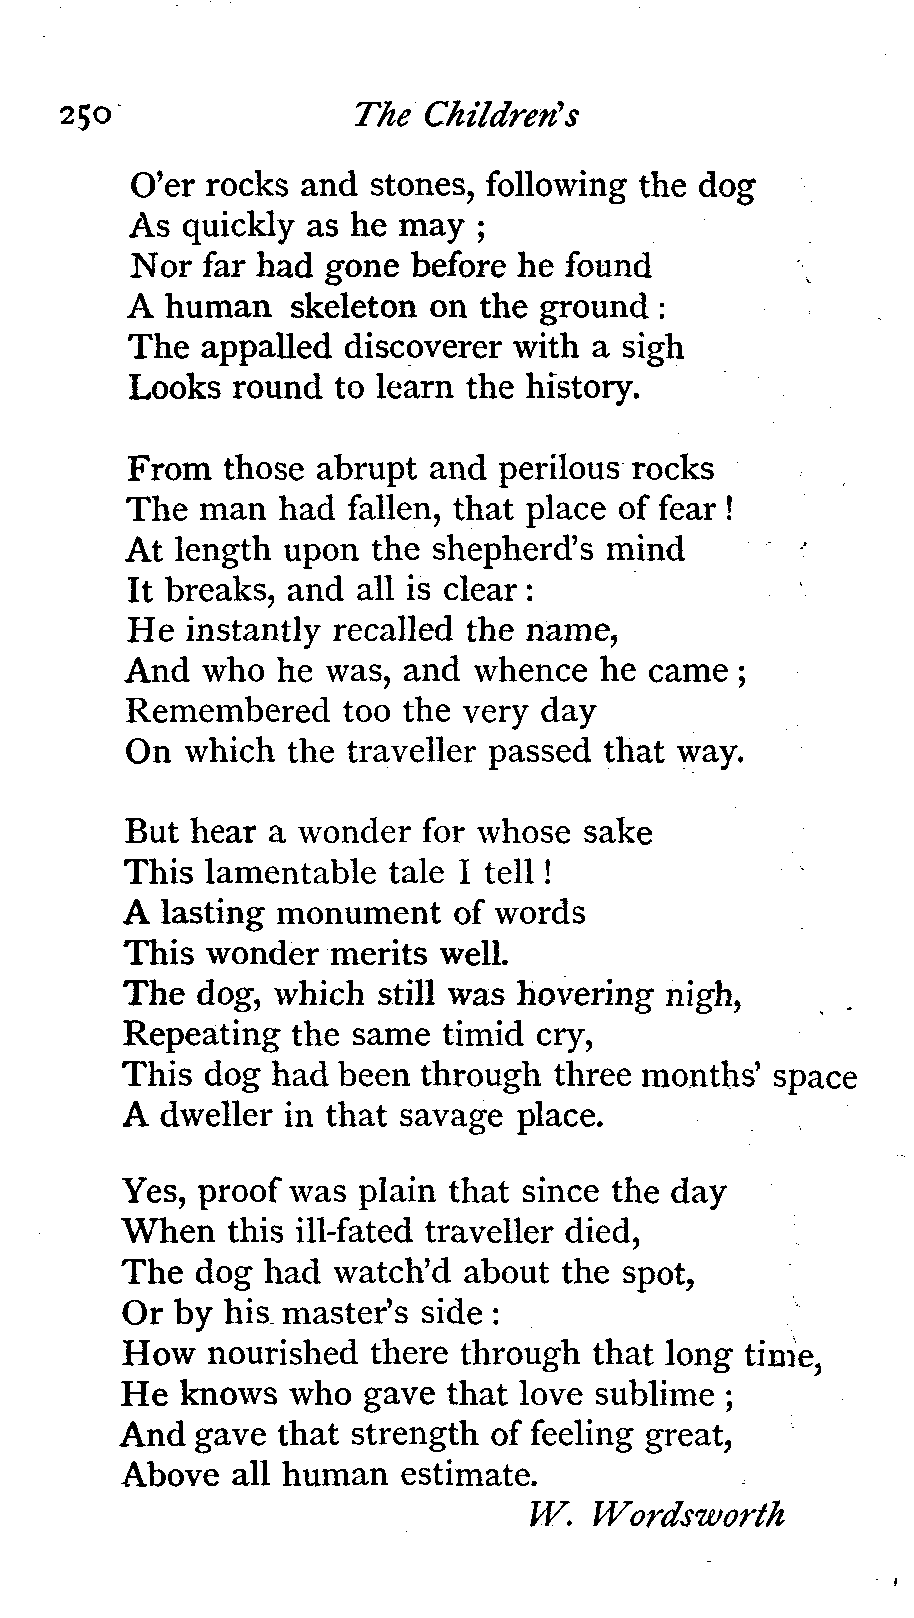 250 The Children's
O'er rocks and stones, following the dog
As quickly as he may ;
Nor far had gone before he found
A human skeleton on the ground :
The appalled discoverer with a sigh
Looks round to learn the history.
From those abrupt and perilous rocks
The man had fallen, that place of fear !
At length upon the shepherd's mind
It breaks, and all is clear :
He instantly recalled the name,
And who he was, and whence he came ;
Remembered too the very day
On which the traveller passed that way.
But hear a wonder for whose sake
This lamentable tale I tell !
A lasting monument of words
This wonder merits well.
The dog, which still was hovering nigh,
Repeating the same timid cry,
This dog had been through three months' space
A dweller in that savage place.
Yes, proof was plain that since the day
When this ill-fated traveller died,
The dog had watch'd about the spot,
Or by his master's side :
How nourished there through that long time,
He knows who gave that love sublime ;
And gave that strength of feeling great,
Above all human estimate.
W. Wordsworth